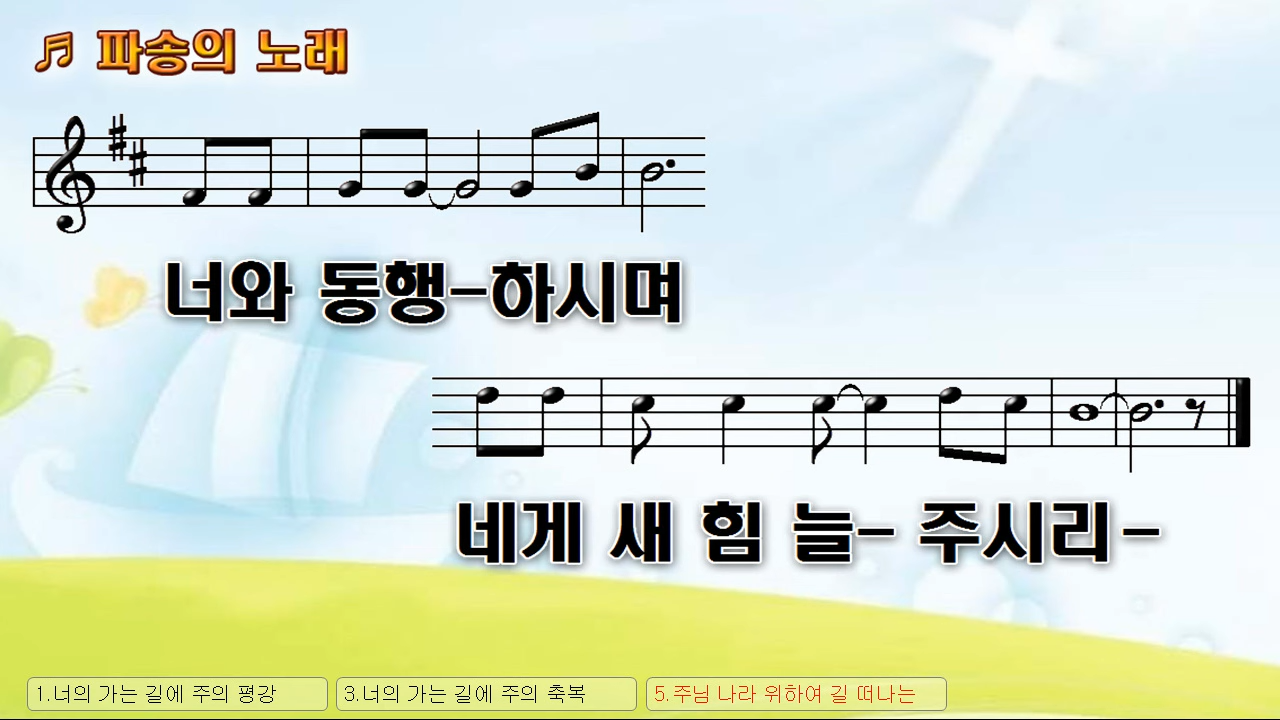 ♬ 파송의 노래
너와 동행-하시며
네게 새 힘 늘- 주시리-
1.너의 가는 길에 주의 평강
3.너의 가는 길에 주의 축복
5.주님 나라 위하여 길 떠나는